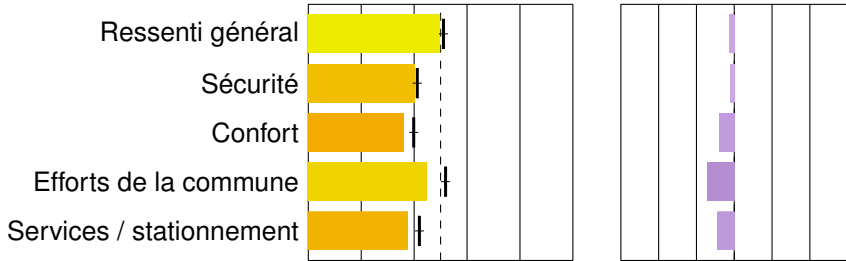 Ressenti général
Sécurité
Confort
Efforts de la commune
Services / stationnement